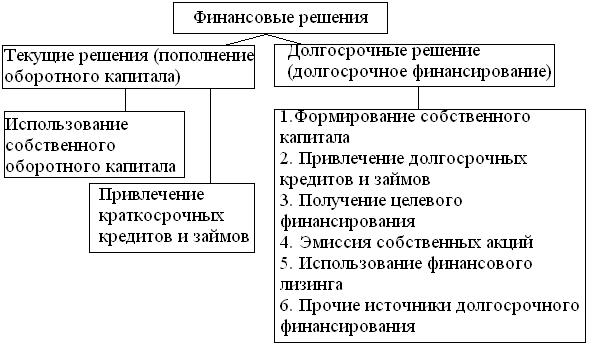 Финансовые решения
Текущие решения (пополнение
оборотного капитала)
Долгосрочные решение
(долгосрочное финансирование)
Использование
собственного
оборотного капитала
Привлечение
краткосрочных
кредитов и займов
1.Формирование собственного
капитала
2. Привлечение долгосрочных
кредитов и займов
3. Получение целевого
финансирования
4. Эмиссия собственных акций
5. Использование финансового
лизинга
6. Прочие источники долгосрочного
финансирования